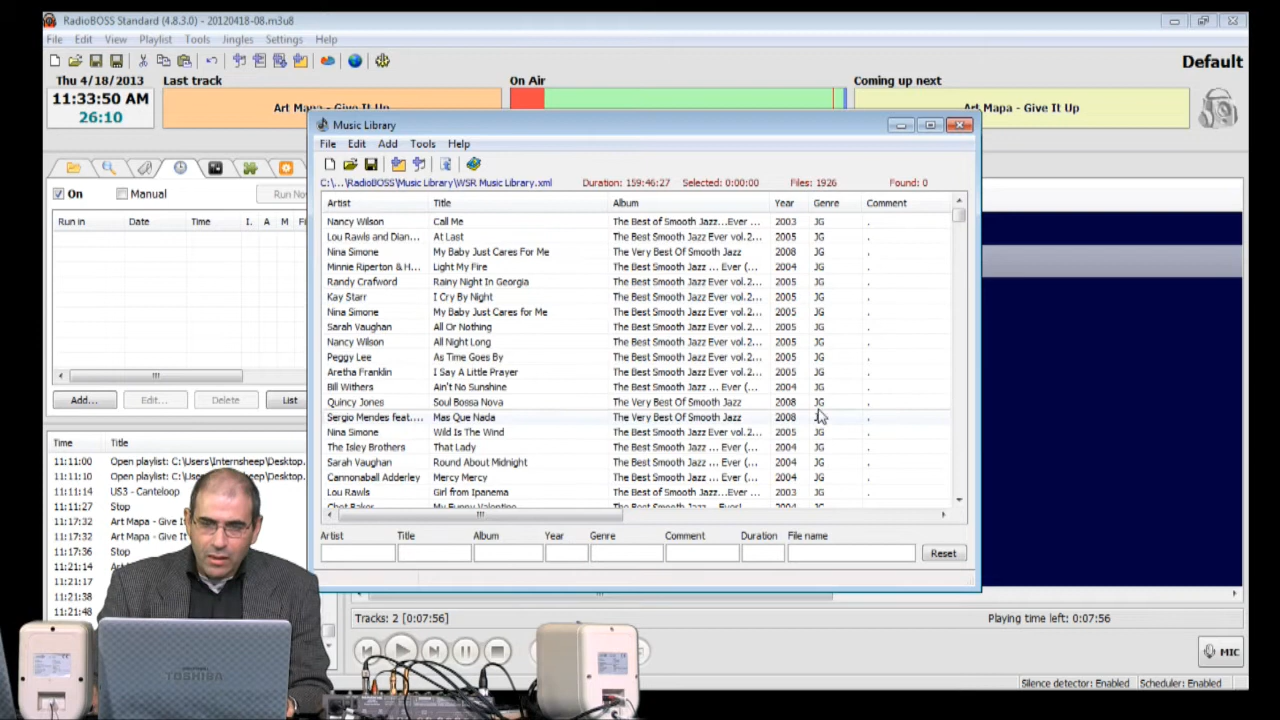 RadioBOSS Standard (4.8.3.0) - 20120418-08.m3u8
File Edit View Playlist Tools Jingles Settings Help
Default
Thu 4/18/2013
11:33:50 AM
26:10
Last track
Art Mapa - Give It Up
On Air
Coming up next
Art Mapa - Give It Up
On
Manual
Run in Date Time I. A M
Add... Edit... Delete List
Time Title
11:11:00 Open playlist: C:\Users\Internsheep\Desktop.
11:11:10 Open playlist: C:\Users\Internsheep\Desktop.
11:11:14 US3 - Canteloop
11:11:27 Stop
11:17:32 Art Mapa - Give
11:17:32 Art Mapa - Give
11:17:36 Stop
11:21:14 Art
11:21:17
11:21:38
11:21:48
Music Library
File Edit Add Tools Help
C:\...\RadioBOSS\Music Library\WSR Music Library.xml Duration: 159:46:27 Selected: 0:00:00 Files: 1926 Found: 0
Artist Title Album Year Genre Comment
Nancy Wilson Call Me The Best of Smooth Jazz...Ever ... 2003 JG .
Lou Rawls and Dian... At Last The Best Smooth Jazz Ever vol.2... 2005 JG .
Nina Simone My Baby Just Cares For Me The Very Best Of Smooth Jazz 2008 JG .
Minnie Riperton & H... Light My Fire The Best Smooth Jazz ... Ever (... 2004 JG .
Randy Crafword Rainy Night In Georgia The Best Smooth Jazz Ever vol.2... 2005 JG .
Kay Starr I Cry By Night The Best Smooth Jazz Ever vol.2... 2005 JG .
Nina Simone My Baby Just Cares for Me The Best Smooth Jazz Ever vol.2... 2005 JG .
Sarah Vaughan All Or Nothing The Best Smooth Jazz Ever vol.2... 2005 JG .
Nancy Wilson All Night Long The Best Smooth Jazz Ever vol.2... 2005 JG .
Peggy Lee As Time Goes By The Best Smooth Jazz Ever vol.2... 2005 JG .
Aretha Franklin I Say A Little Prayer The Best Smooth Jazz Ever vol.2... 2005 JG .
Bill Withers Ain't No Sunshine The Best Smooth Jazz ... Ever (... 2004 JG .
Quincy Jones Soul Bossa Nova The Very Best Of Smooth Jazz 2008 JG .
Sergio Mendes feat.... Mas Que Nada The Very Best Of Smooth Jazz 2008 .
Nina Simone Wild Is The Wind The Best Smooth Jazz Ever vol.2... 2005 JG .
The Isley Brothers That Lady The Best Smooth Jazz ... Ever (... 2004 JG .
Sarah Vaughan Round About Midnight The Best Smooth Jazz ... Ever (... 2004 JG .
Cannonball Adderley Mercy Mercy The Best Smooth Jazz ... Ever (... 2004 JG .
Lou Rawls Girl from Ipanema The Best of Smooth Jazz...Ever ... 2003 JG .
Artist Title Album Year Genre Comment Duration File name
Reset
Tracks: 2 [0:07:56]
Playing time left: 0:07:56
MIC
Silence detector: Enabled Scheduler: Enabled
TOSHIBA